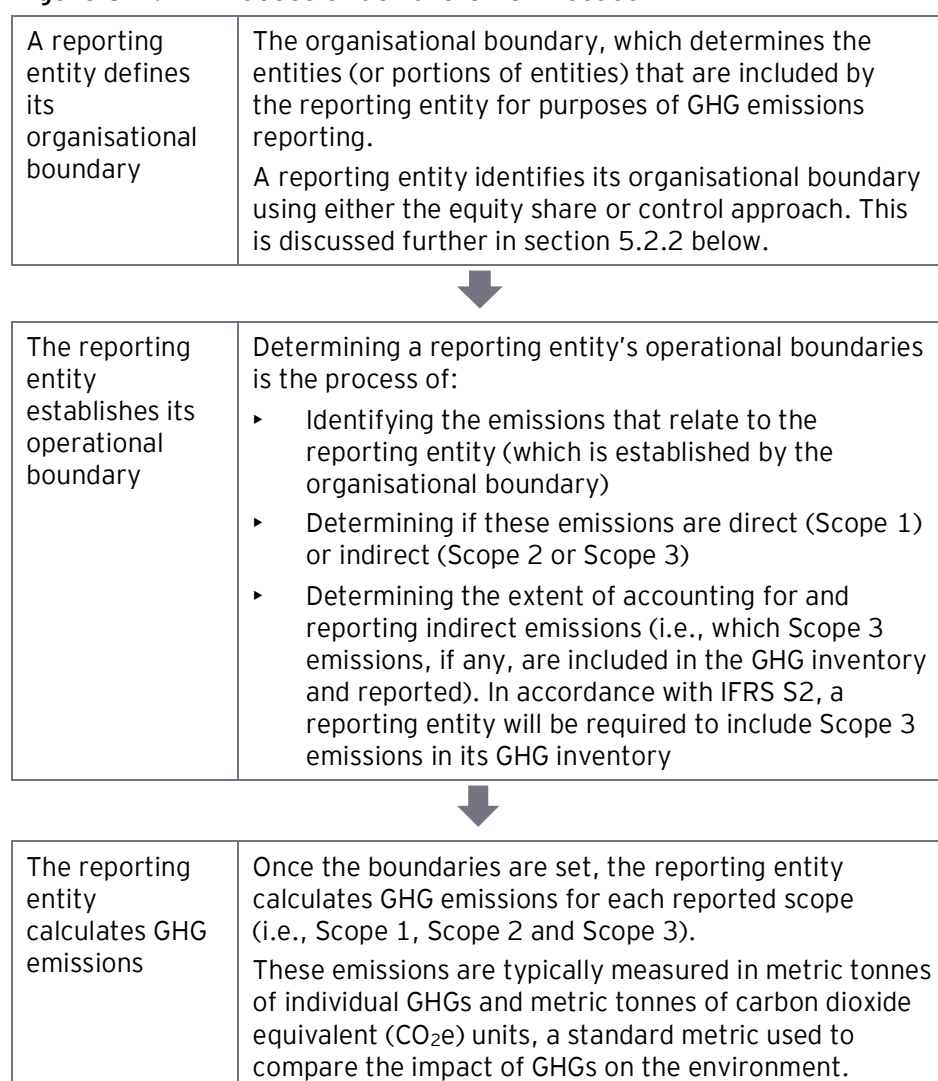 A reporting
entity defines
its
organisational
boundary
The organisational boundary, which determines the
entities (or portions of entities) that are included by
the reporting entity for purposes of GHG emissions
reporting.
A reporting entity identifies its organisational boundary
using either the equity share or control approach. This
is discussed further in section 5.2.2 below.
The reporting
entity
establishes its
operational
boundary
Determining a reporting entity's operational boundaries
is the process of:
‣ Identifying the emissions that relate to the
reporting entity (which is established by the
organisational boundary)
‣ Determining if these emissions are direct (Scope 1)
or indirect (Scope 2 or Scope 3)
‣ Determining the extent of accounting for and
reporting indirect emissions (i.e., which Scope 3
emissions, if any, are included in the GHG inventory
and reported). In accordance with IFRS S2, a
reporting entity will be required to include Scope 3
emissions in its GHG inventory
The reporting
entity
calculates GHG
emissions
Once the boundaries are set, the reporting entity
calculates GHG emissions for each reported scope
(i.e., Scope 1, Scope 2 and Scope 3).
These emissions are typically measured in metric tonnes
of individual GHGs and metric tonnes of carbon dioxide
equivalent (CO₂e) units, a standard metric used to
compare the impact of GHGs on the environment.